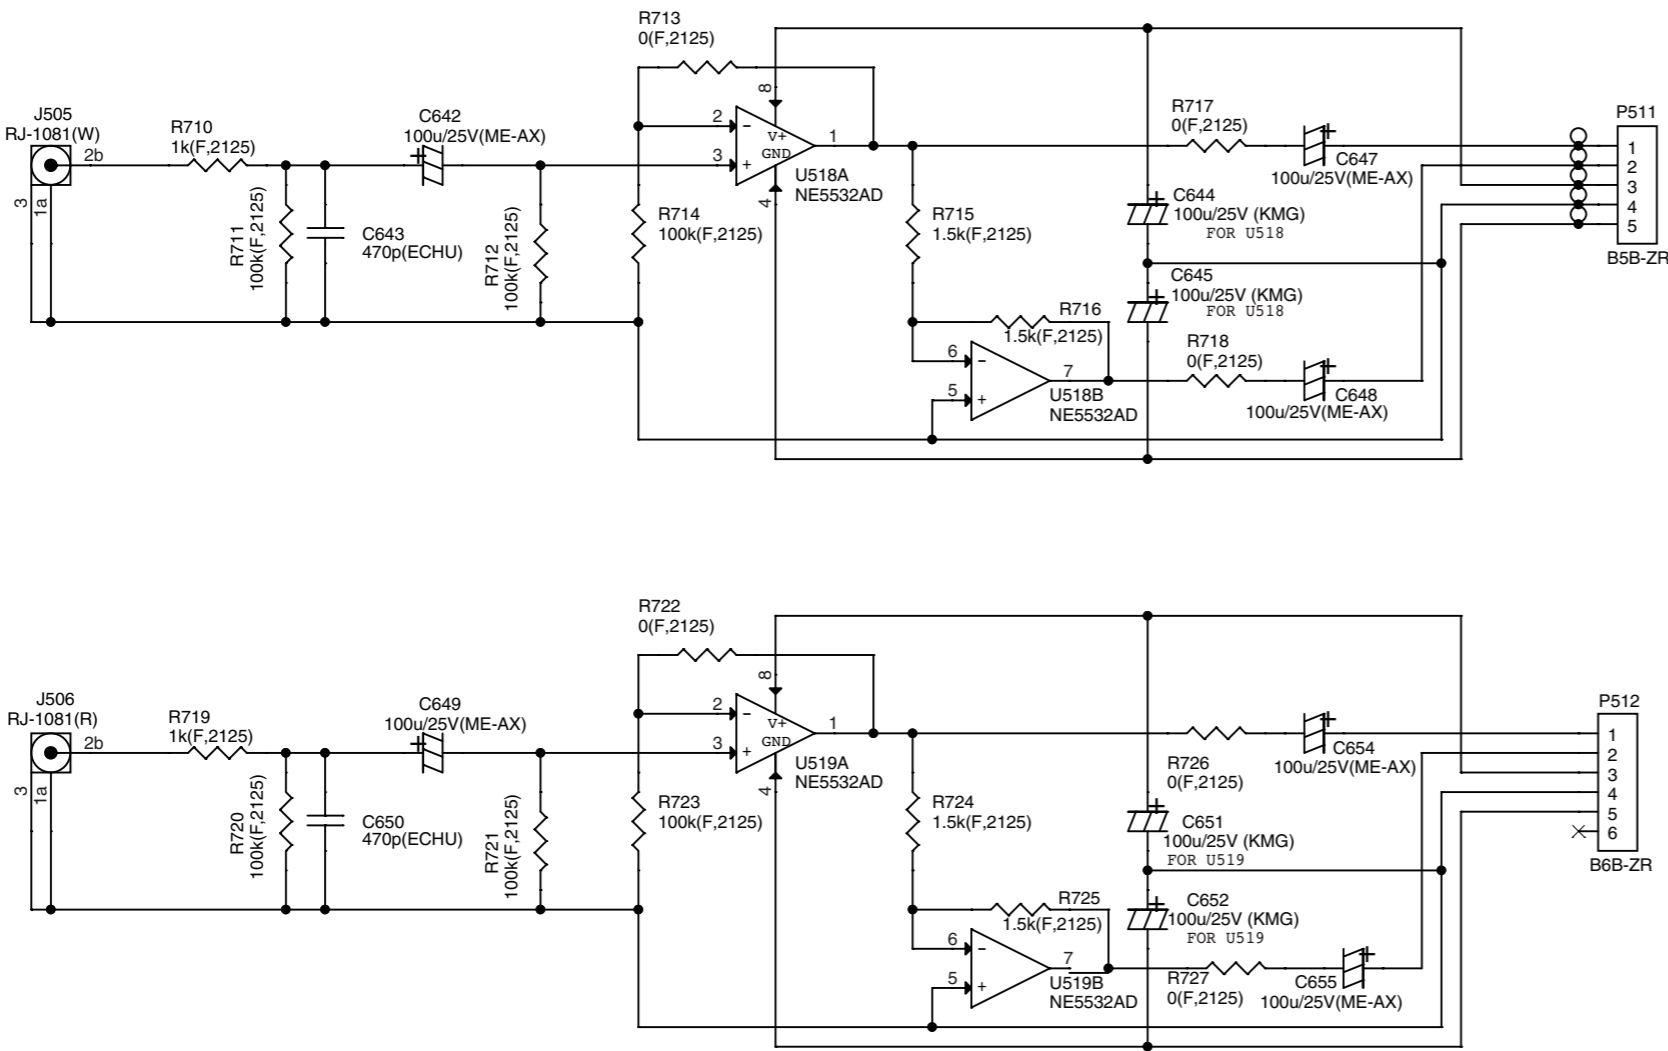 R713
0(F,2125)
J505
RJ-1081(W)
2b
3
1a
R710
1k(F,2125)
R711
100k(F,2125)
C643
470p(ECHU)
C642
100u/25V(ME-AX)
+
R712
100k(F,2125)
R714
100k(F,2125)
2
3
8
4
1
−
+
V+
GND
U518A
NE5532AD
R715
1.5k(F,2125)
R716
1.5k(F,2125)
6
5
7
−
+
U518B
NE5532AD
R717
0(F,2125)
+
C647
100u/25V(ME-AX)
+
C644
100u/25V (KMG)
FOR U518
+
C645
100u/25V (KMG)
FOR U518
R718
0(F,2125)
+
C648
100u/25V(ME-AX)
P511
1
2
3
4
5
B5B-ZR
R722
0(F,2125)
J506
RJ-1081(R)
2b
3
1a
R719
1k(F,2125)
R720
100k(F,2125)
C650
470p(ECHU)
C649
100u/25V(ME-AX)
+
R721
100k(F,2125)
R723
100k(F,2125)
2
3
8
4
1
−
+
V+
GND
U519A
NE5532AD
R724
1.5k(F,2125)
R725
1.5k(F,2125)
6
5
7
−
+
U519B
NE5532AD
R726
0(F,2125)
+
C654
100u/25V(ME-AX)
+
C651
100u/25V (KMG)
FOR U519
+
C652
100u/25V (KMG)
FOR U519
R727
0(F,2125)
+
C655
100u/25V(ME-AX)
P512
1
2
3
4
5
6
B6B-ZR